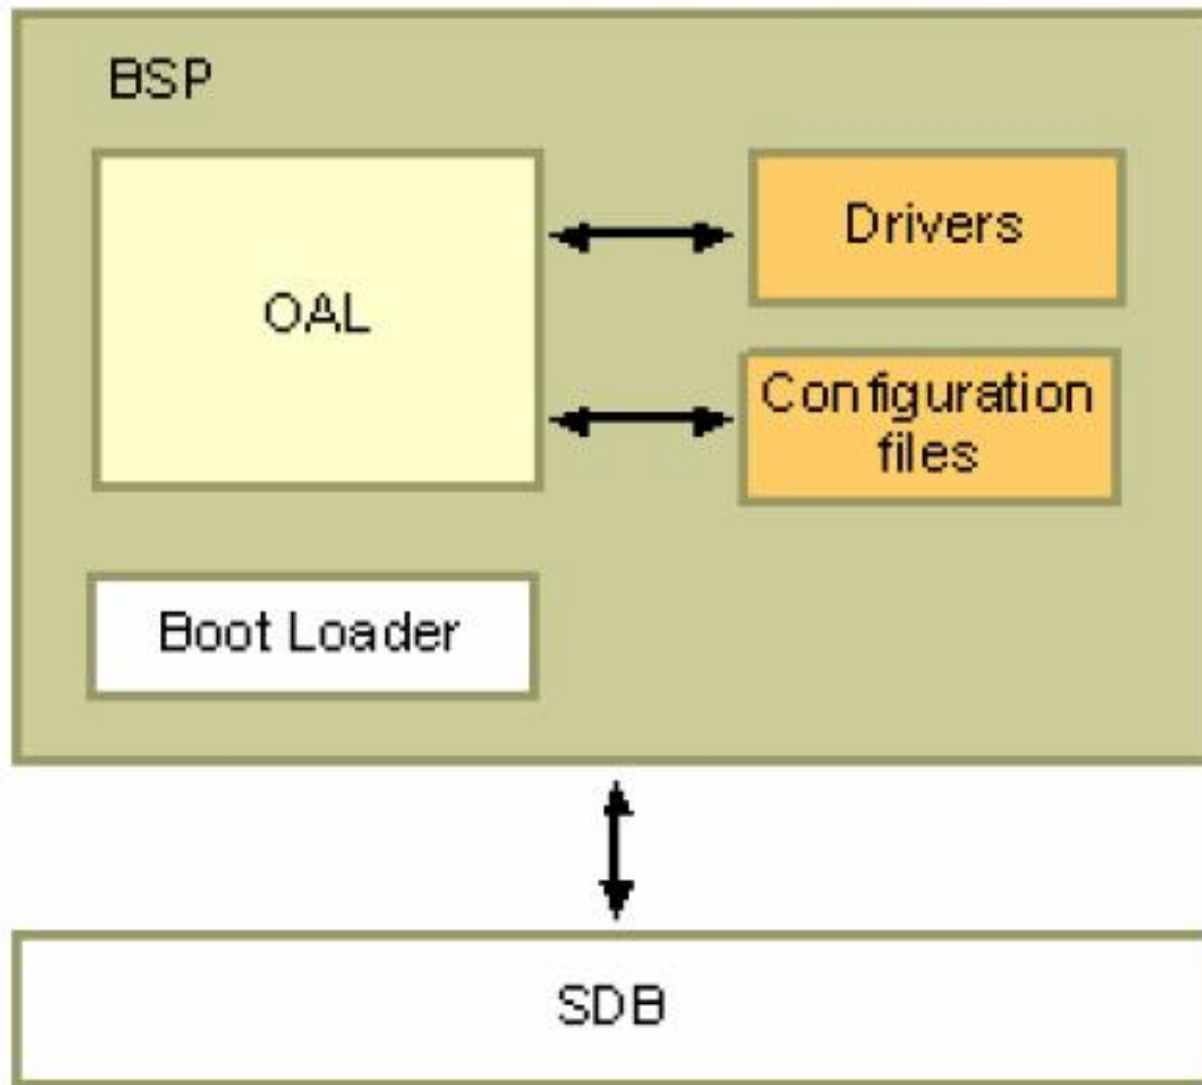 BSP
OAL
Drivers
Configuration
files
Boot Loader
SDB